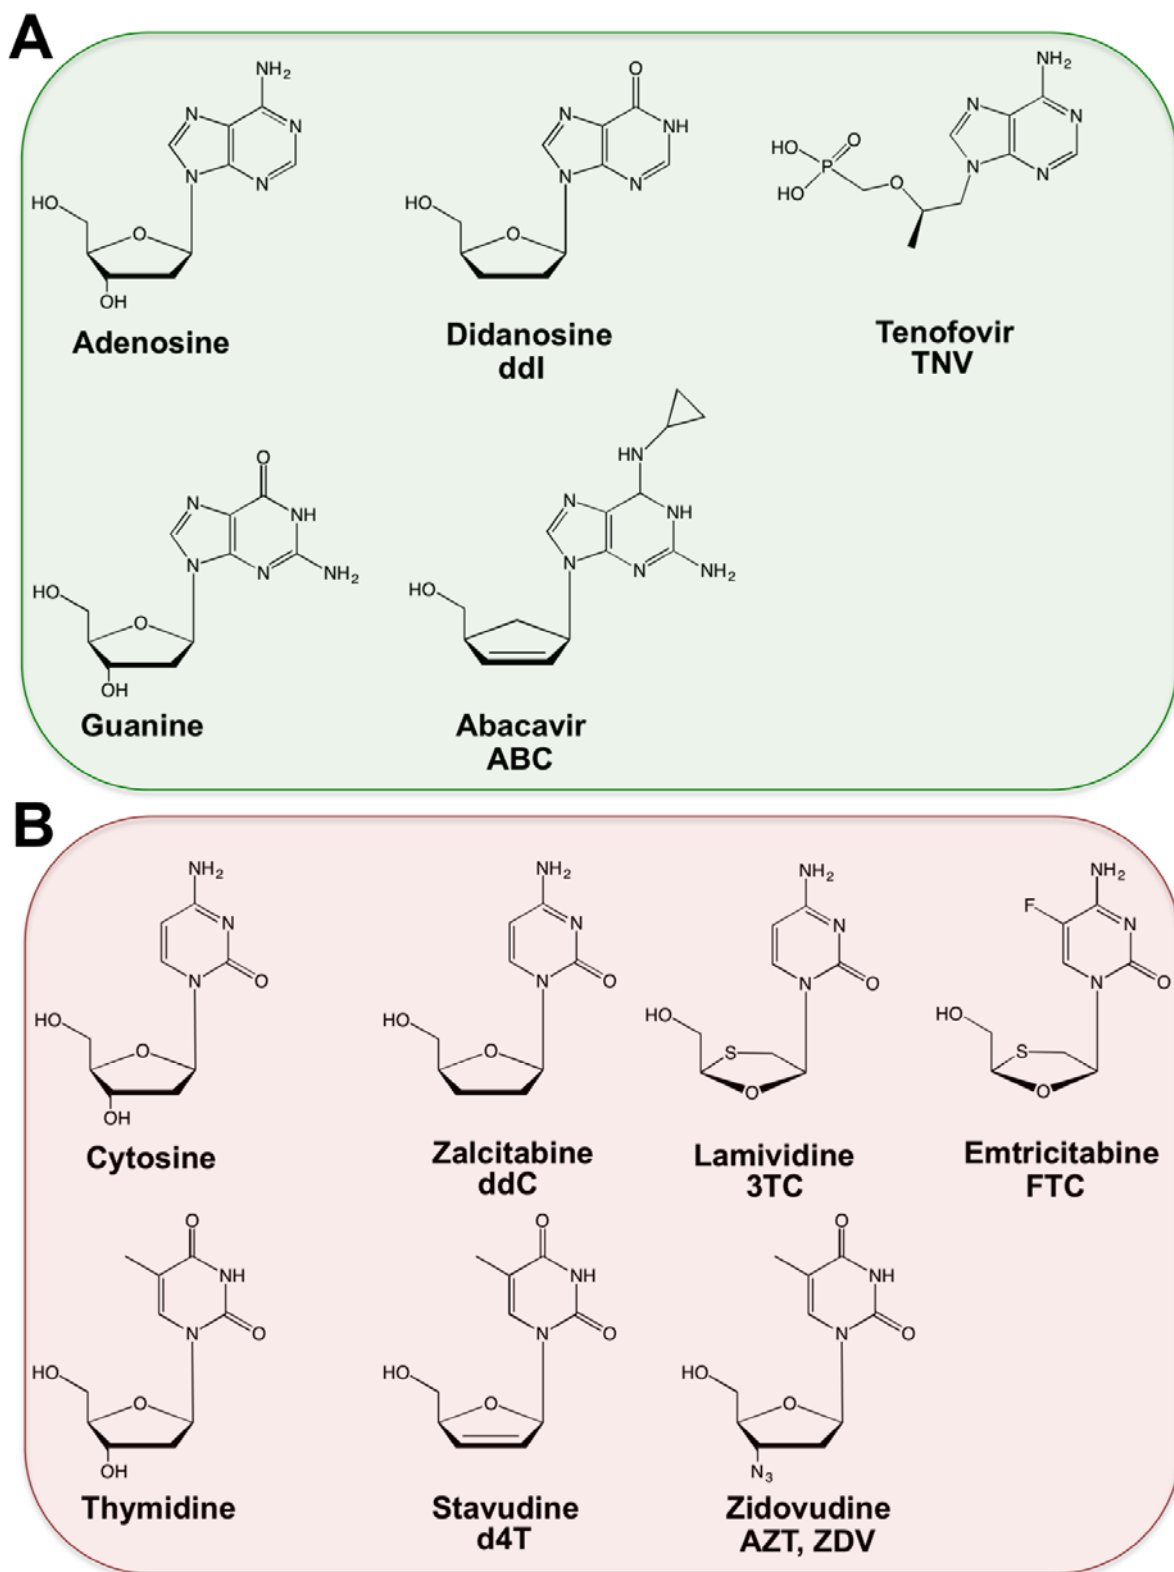 A
NH2
N
N
N
N
HO
O
OH
Adenosine
O
N
NH
N
N
HO
O
Didanosine
ddI
NH2
N
N
N
N
HO
O
P
HO
O
Tenofovir
TNV
O
N
NH
N
N
NH2
HO
O
OH
Guanine
HN
N
NH
N
N
NH2
HO
Abacavir
ABC
B
NH2
N
N
O
HO
O
OH
Cytosine
NH2
N
N
O
HO
O
Zalcitabine
ddC
NH2
N
N
O
HO
S
O
Lamividine
3TC
NH2
F
N
N
O
HO
S
O
Emtricitabine
FTC
O
NH
N
O
HO
O
OH
Thymidine
O
NH
N
O
HO
O
Stavudine
d4T
O
NH
N
O
HO
O
N3
Zidovudine
AZT, ZDV